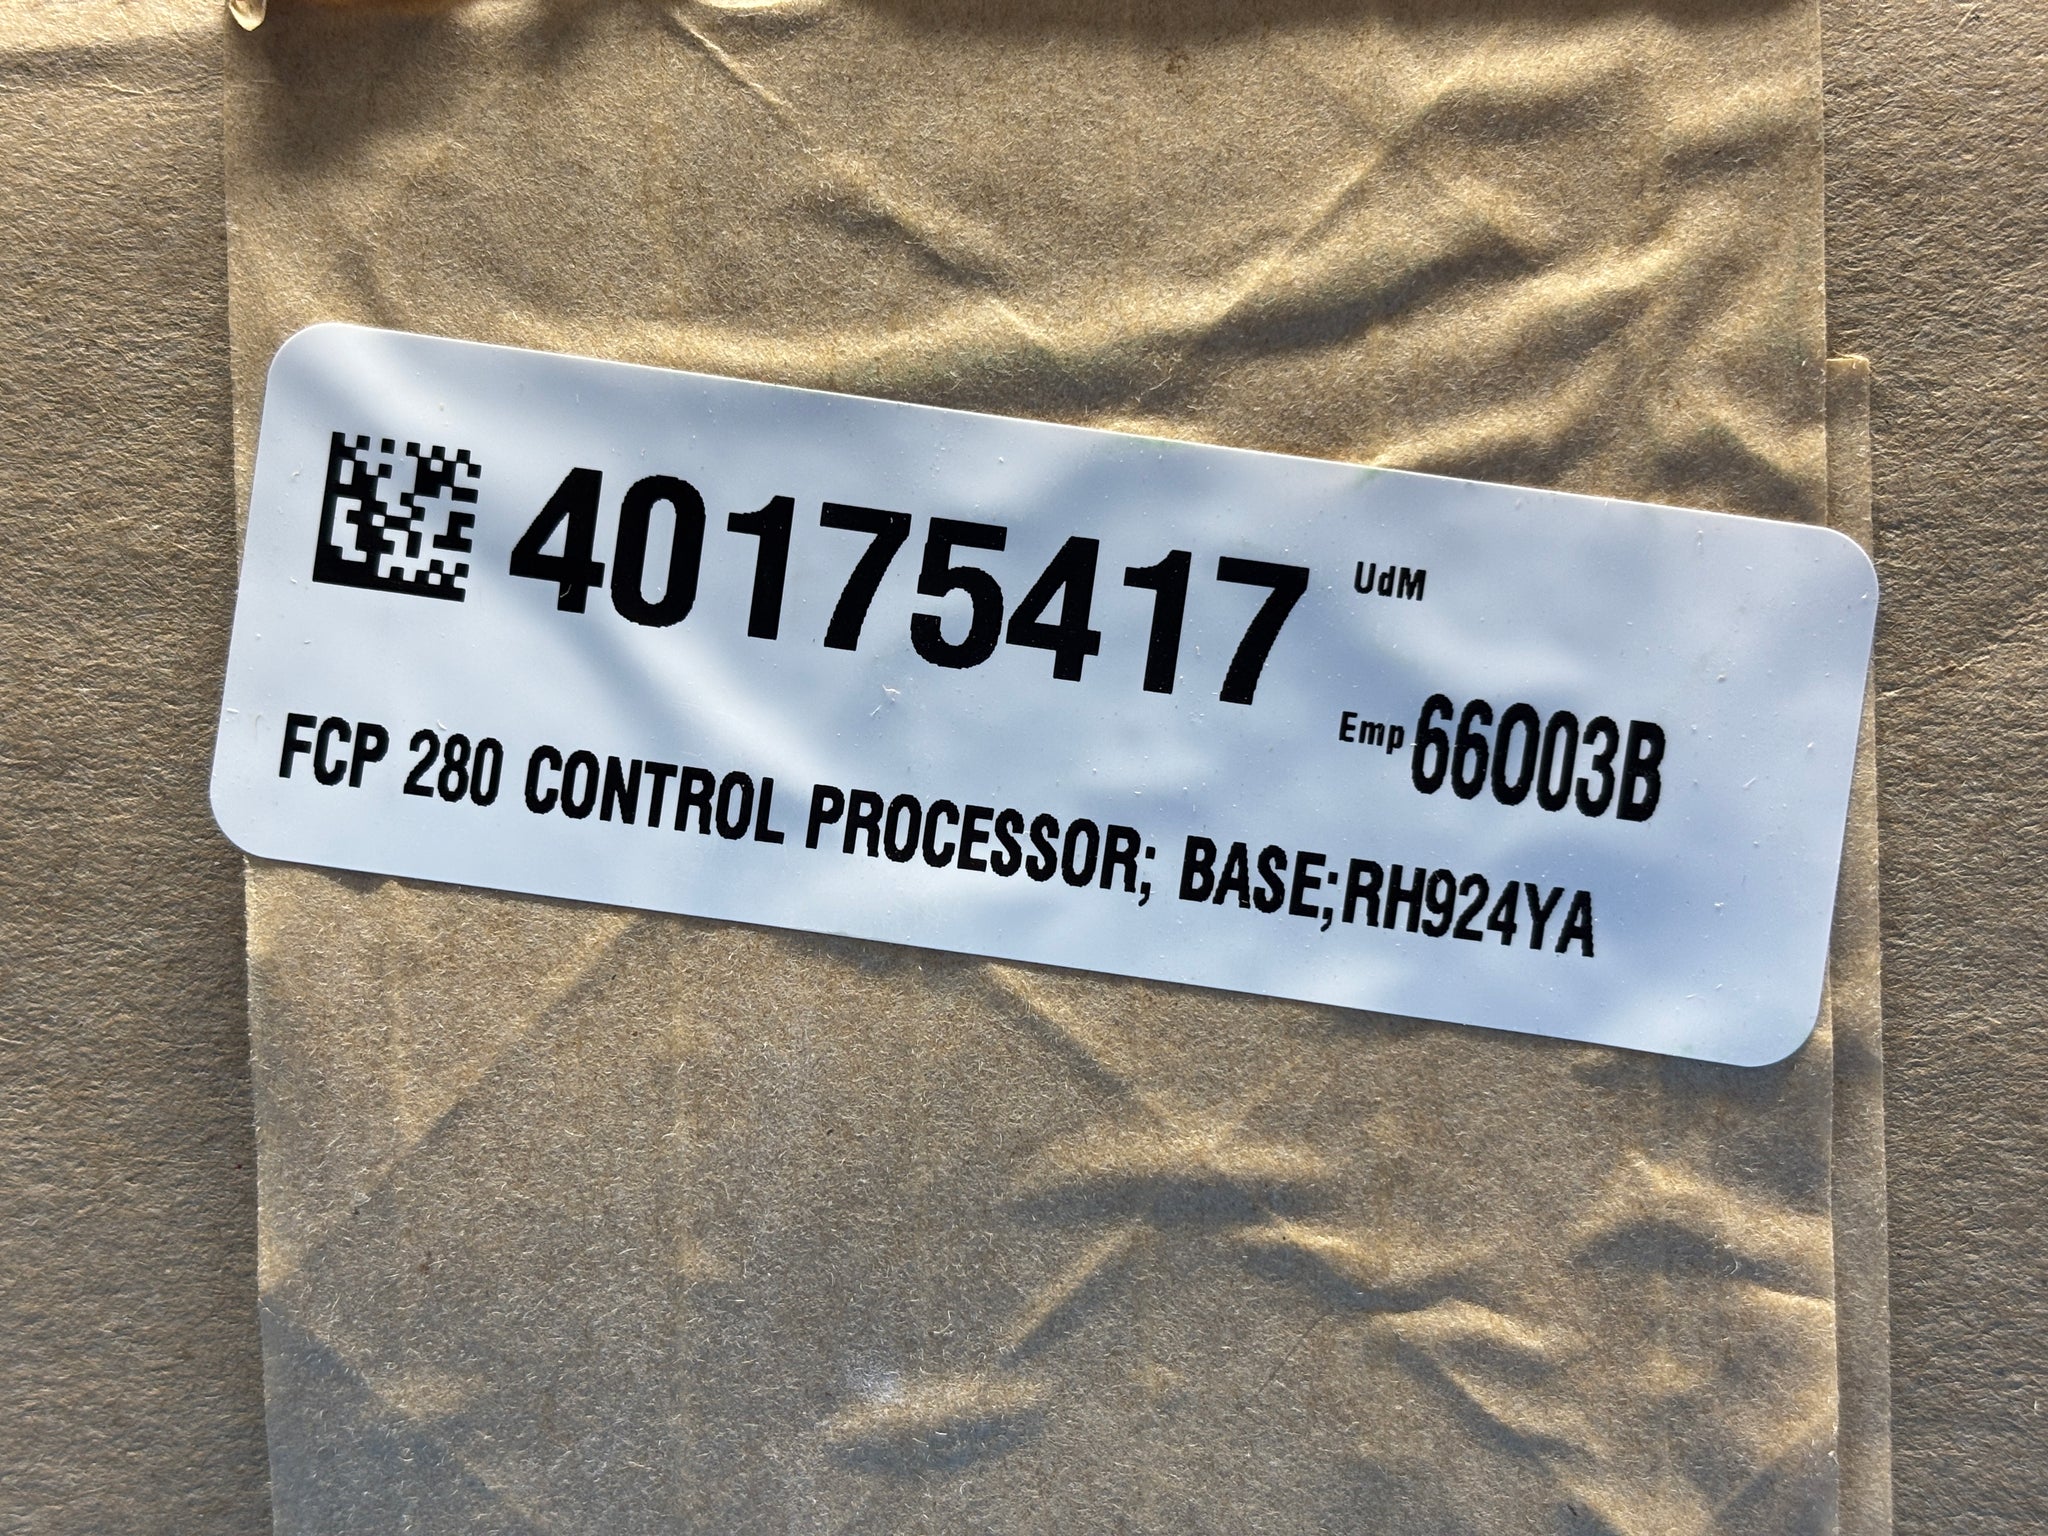 40175417 UdM
Emp 66003B
FCP 280 CONTROL PROCESSOR; BASE;RH924YA